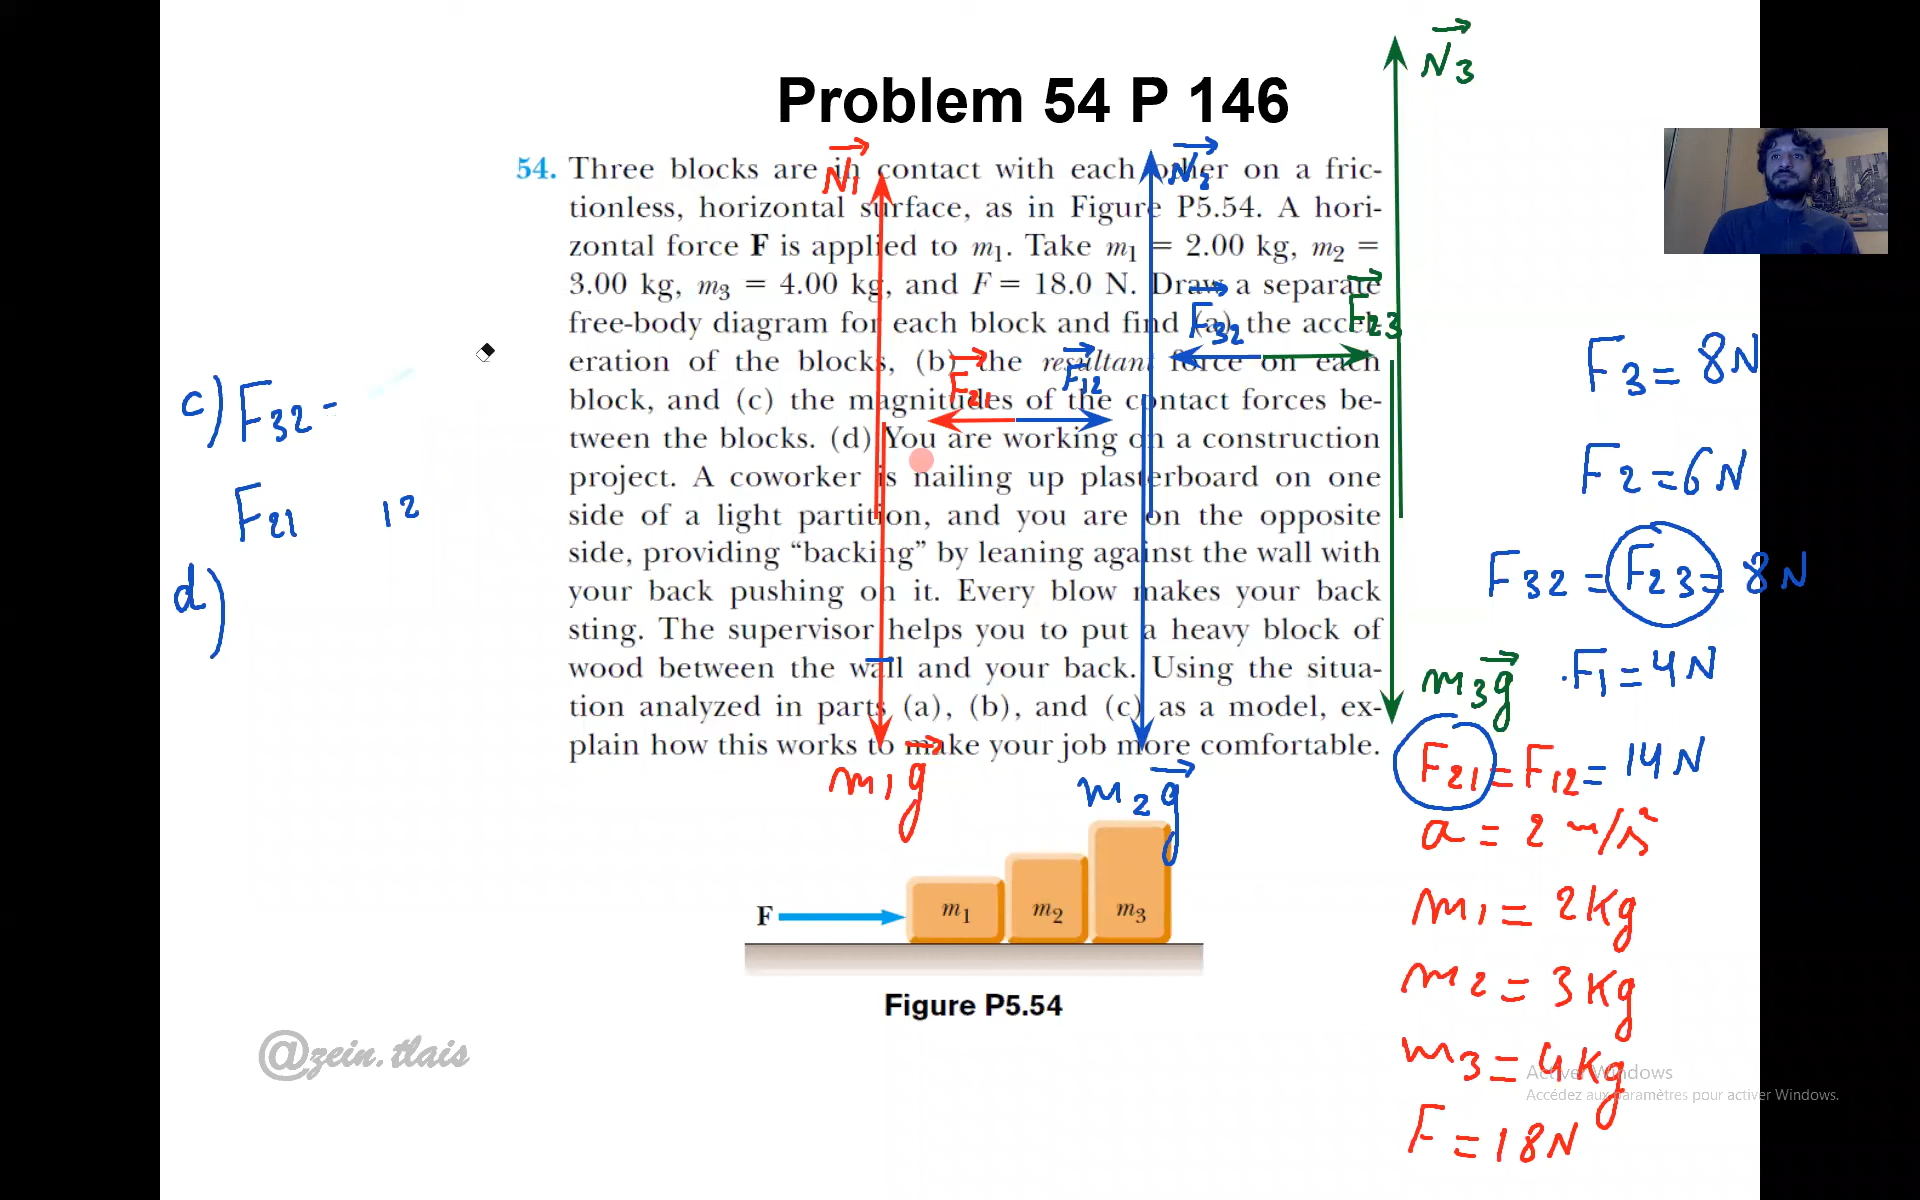 Problem 54 P 146
54. Three blocks are in contact with each other on a fric-
tionless, horizontal surface, as in Figure P5.54. A hori-
zontal force F is applied to m1. Take m1 = 2.00 kg, m2 =
3.00 kg, m3 = 4.00 kg, and F = 18.0 N. Draw a separate
free-body diagram for each block and find (a) the accel-
eration of the blocks, (b) the resultant force on each
block, and (c) the magnitudes of the contact forces be-
tween the blocks. (d) You are working on a construction
project. A coworker is nailing up plasterboard on one
side of a light partition, and you are on the opposite
side, providing “backing” by leaning against the wall with
your back pushing on it. Every blow makes your back
sting. The supervisor helps you to put a heavy block of
wood between the wall and your back. Using the situa-
tion analyzed in parts (a), (b), and (c) as a model, ex-
plain how this works to make your job more comfortable.
N1
N2
N3
F32
F23
F21
F12
m1g
m2g
m3g
c) F32 -
F21 12
d)
F3 = 8N
F2 = 6N
F32 = F23 = 8N
.F1 = 4N
F21 = F12 = 14N
a = 2 m/s²
m1 = 2Kg
m2 = 3Kg
m3 = 4Kg
F = 18N
F
m1
m2
m3
Figure P5.54
@zein.tlais
Activer Windows
Accédez aux paramètres pour activer Windows.